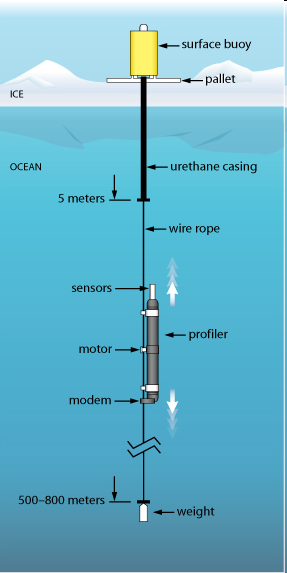 surface buoy
pallet
ICE
OCEAN
urethane casing
5 meters
wire rope
sensors
profiler
motor
modem
500–800 meters
weight